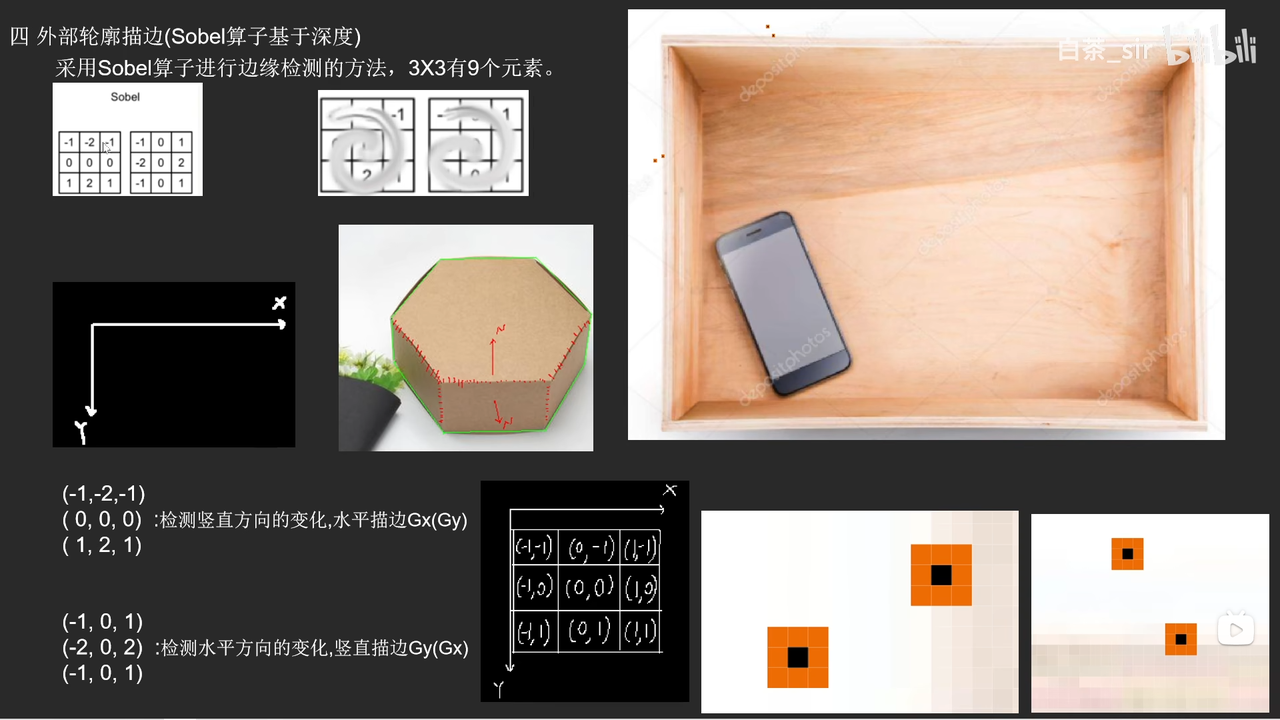 四 外部轮廓描边(Sobel算子基于深度)
采用Sobel算子进行边缘检测的方法，3X3有9个元素。
Sobel
-1 -2 -1
0 0 0
1 2 1
-1 0 1
-2 0 2
-1 0 1
-1
2
白茶_sir bilibili
depositphotos
depositphotos
depositphotos
depositphotos
depositphotos
X
Y
N
N
(-1,-2,-1)
( 0, 0, 0) :检测竖直方向的变化,水平描边Gx(Gy)
( 1, 2, 1)
(-1, 0, 1)
(-2, 0, 2) :检测水平方向的变化,竖直描边Gy(Gx)
(-1, 0, 1)
X
(-1,-1) (0,-1) (1,-1)
(-1,0) (0,0) (1,0)
(-1,1) (0,1) (1,1)
Y